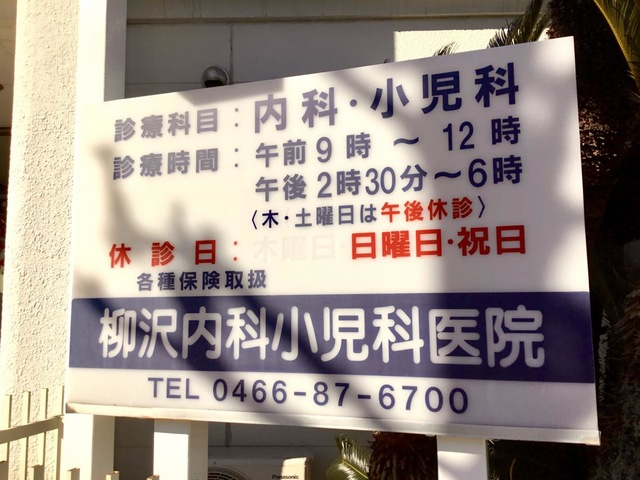 診療科目：内科・小児科
診療時間：午前9時～12時
午後2時30分～6時
〈木・土曜日は午後休診〉
休診日：木曜日・日曜日・祝日
各種保険取扱
柳沢内科小児科医院
TEL 0466-87-6700
Panasonic